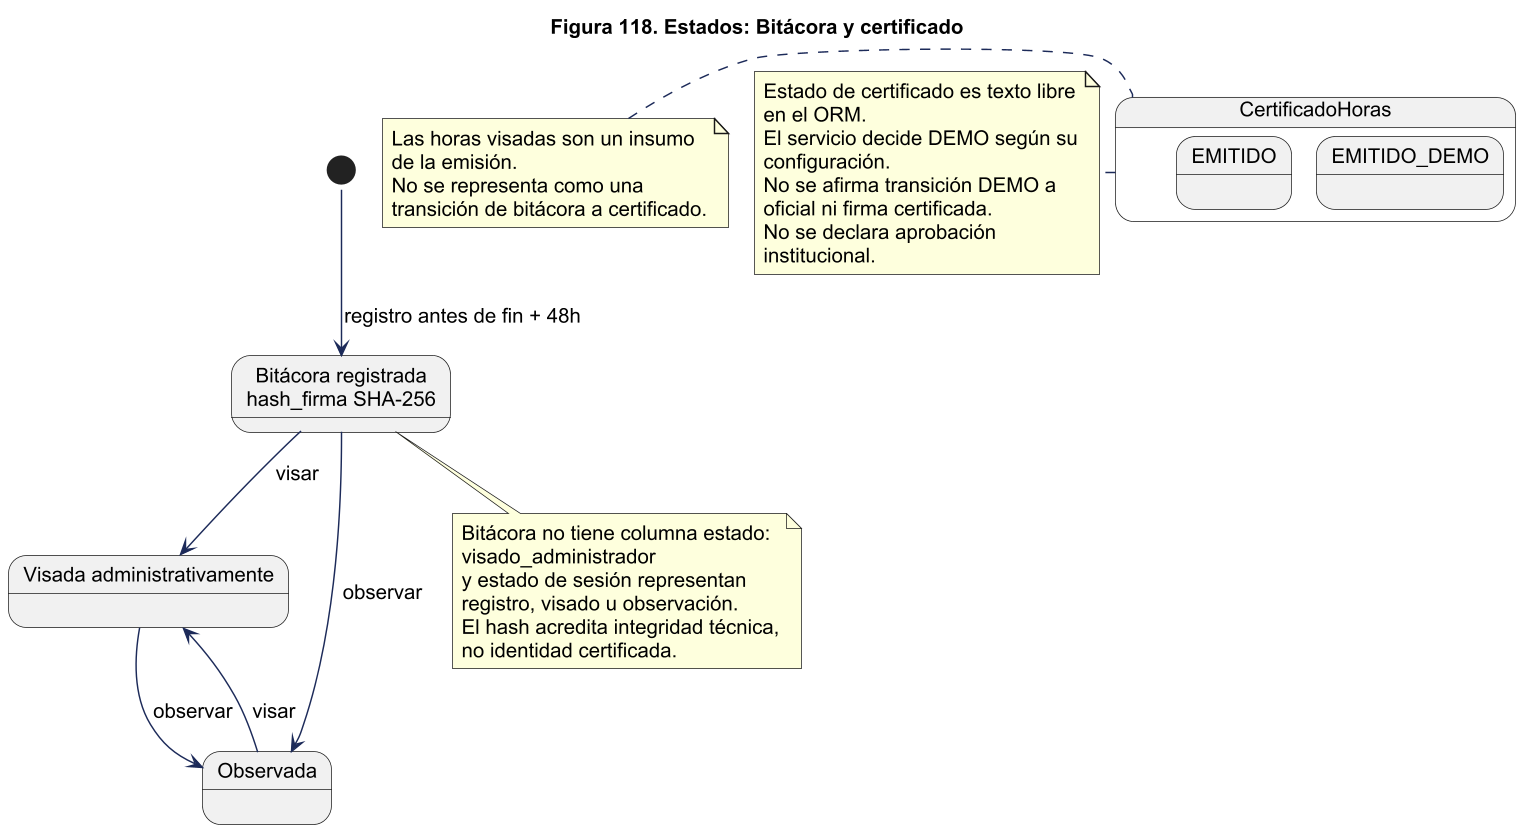 Figura 118. Estados: Bitácora y certificado
Las horas visadas son un insumo
de la emisión.
No se representa como una
transición de bitácora a certificado.
Estado de certificado es texto libre
en el ORM.
El servicio decide DEMO según su
configuración.
No se afirma transición DEMO a
oficial ni firma certificada.
No se declara aprobación
institucional.
CertificadoHoras
EMITIDO
EMITIDO_DEMO
registro antes de fin + 48h
Bitácora registrada
hash_firma SHA-256
visar
observar
Bitácora no tiene columna estado:
visado_administrador
y estado de sesión representan
registro, visado u observación.
El hash acredita integridad técnica,
no identidad certificada.
Visada administrativamente
observar
visar
Observada